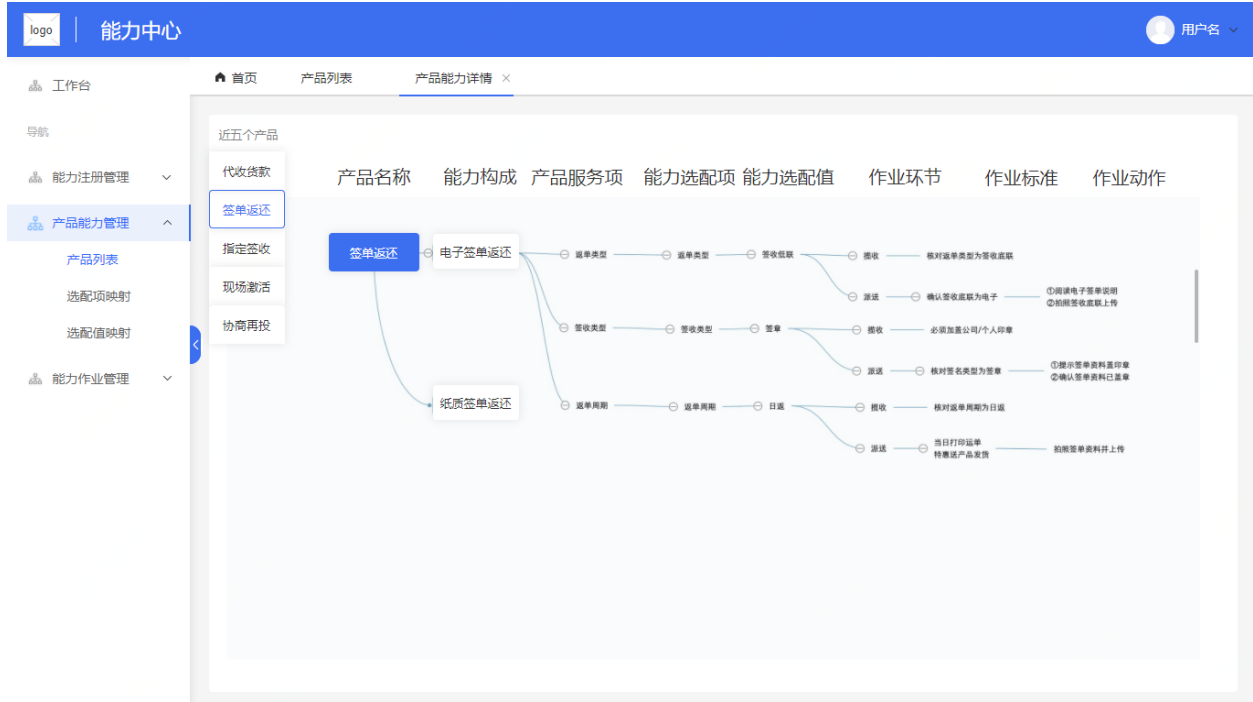 logo 能力中心 用户名
工作台
首页 产品列表 产品能力详情
导航
能力注册管理
产品能力管理
产品列表
选配项映射
选配值映射
能力作业管理
近五个产品
代收货款
签单返还
指定签收
现场激活
协商再投
产品名称 能力构成 产品服务项 能力选配项 能力选配值 作业环节 作业标准 作业动作
签单返还 电子签单返还 返单类型 返单类型 签收低联 揽收 核对返单类型为签收底联
派送 确认签收底联为电子 ①阅读电子签单说明
②拍照签收底联上传
签收类型 签收类型 签章 揽收 必须加盖公司/个人印章
派送 核对签名类型为签章 ①提示签单资料盖印章
②确认签单资料已盖章
纸质签单返还 返单周期 返单周期 日返 揽收 核对返单周期为日返
派送 当日打印运单
特惠送产品发货 拍照签单资料并上传